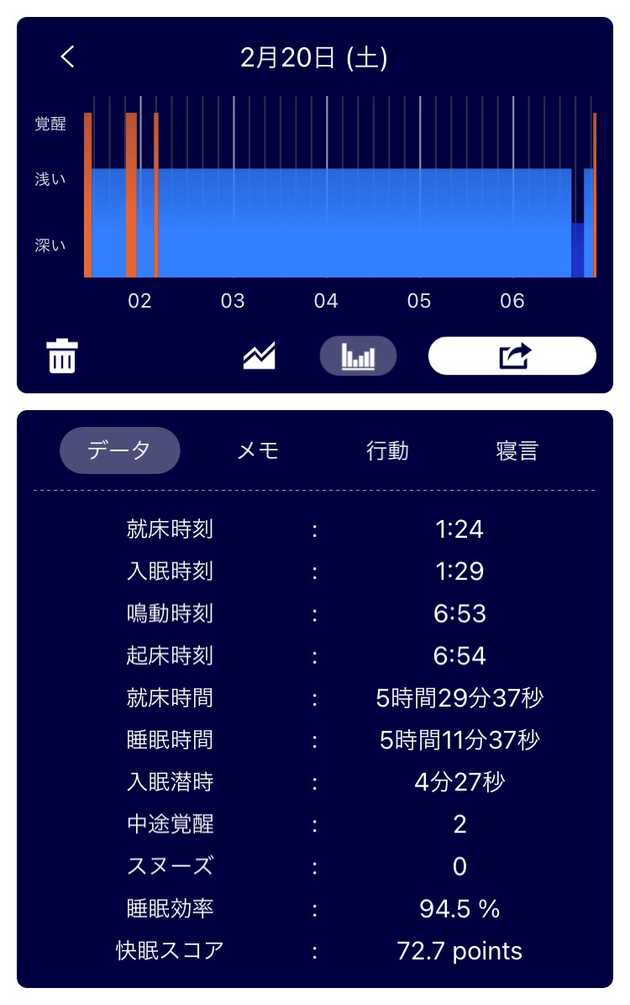 2月20日 (土)
覚醒
浅い
深い
02 03 04 05 06
データ メモ 行動 寝言
就床時刻 : 1:24
入眠時刻 : 1:29
鳴動時刻 : 6:53
起床時刻 : 6:54
就床時間 : 5時間29分37秒
睡眠時間 : 5時間11分37秒
入眠潜時 : 4分27秒
中途覚醒 : 2
スヌーズ : 0
睡眠効率 : 94.5 %
快眠スコア : 72.7 points